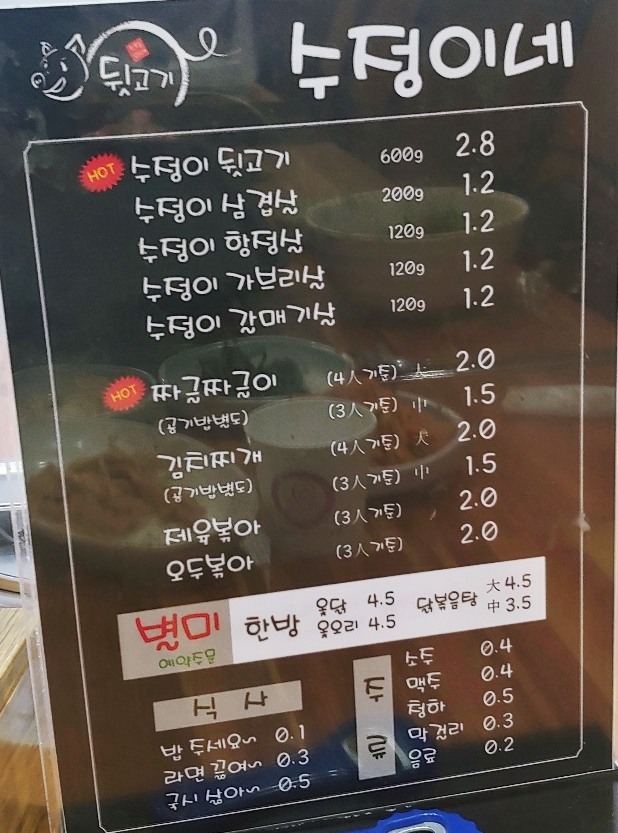 뒷고기
수정이네
HOT 수정이 뒷고기 600g 2.8
수정이 삼겹살 200g 1.2
수정이 항정살 120g 1.2
수정이 가브리살 120g 1.2
수정이 갈매기살 120g 1.2
HOT 짜글짜글이 (4人기준) 大 2.0
(공기밥별도) (3人기준) 中 1.5
김치찌개 (4人기준) 大 2.0
(공기밥별도) (3人기준) 中 1.5
제육볶아 (3人기준) 2.0
오두볶아 (3人기준) 2.0
별미
예약주문
한방
옻닭 4.5
옻오리 4.5
닭볶음탕
大 4.5
中 3.5
식 사
밥 주세요~ 0.1
라면 끓여~ 0.3
국시 삶아~ 0.5
주류
소주 0.4
맥주 0.4
청하 0.5
막걸리 0.3
음료 0.2